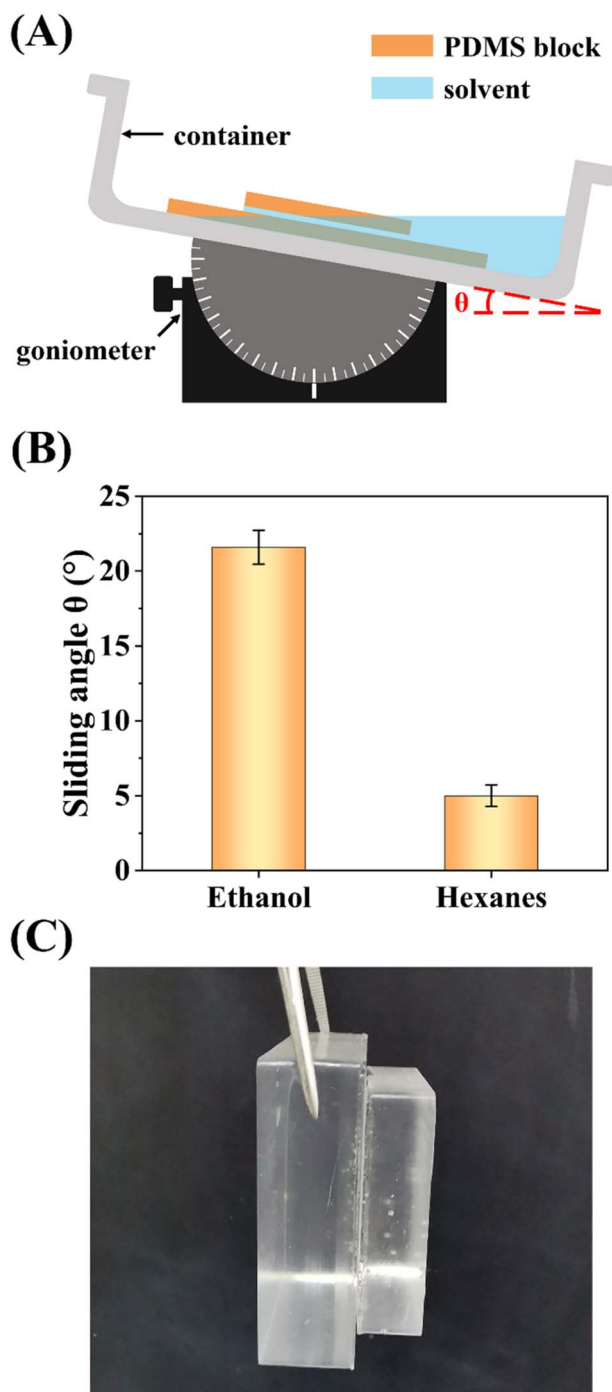 (A)
PDMS block
solvent
container
θ
goniometer
(B)
Sliding angle θ (°)
25
20
15
10
5
0
Ethanol
Hexanes
(C)